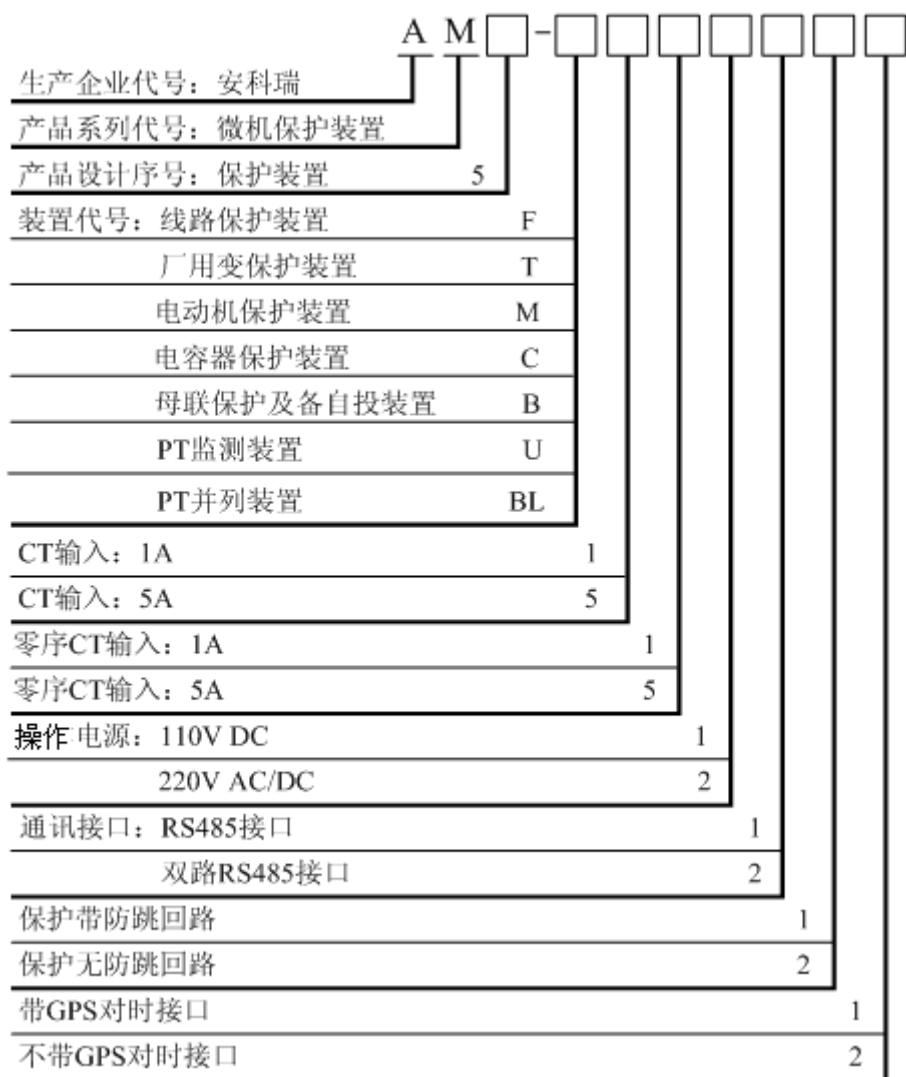 A M□-□□□□□□□
生产企业代号：安科瑞
产品系列代号：微机保护装置
产品设计序号：保护装置 5
装置代号：线路保护装置 F
厂用变保护装置 T
电动机保护装置 M
电容器保护装置 C
母联保护及备自投装置 B
PT监测装置 U
PT并列装置 BL
CT输入：1A 1
CT输入：5A 5
零序CT输入：1A 1
零序CT输入：5A 5
操作电源：110V DC 1
220V AC/DC 2
通讯接口：RS485接口 1
双路RS485接口 2
保护带防跳回路 1
保护无防跳回路 2
带GPS对时接口 1
不带GPS对时接口 2